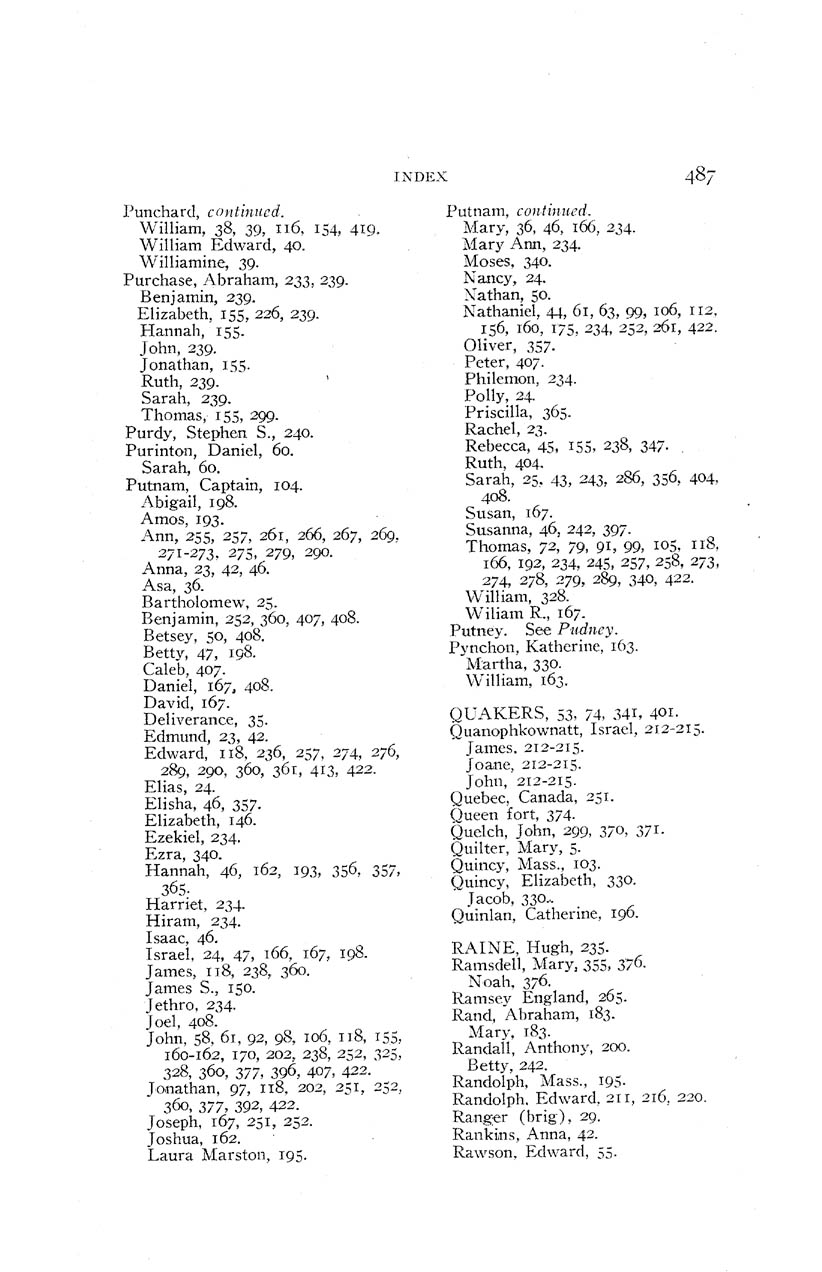 INDEX 487
Punchard, continued.
William, 38, 39, 116, 154, 419.
William Edward, 40.
Williamine, 39.
Purchase, Abraham, 233, 239.
Benjamin, 239.
Elizabeth, 155, 226, 239.
Hannah, 155.
John, 239.
Jonathan, 155.
Ruth, 239.
Sarah, 239.
Thomas, 155, 299.
Purdy, Stephen S., 240.
Purinton, Daniel, 60.
Sarah, 60.
Putnam, Captain, 104.
Abigail, 198.
Amos, 193.
Ann, 255, 257, 261, 266, 267, 269,
271-273, 275, 279, 290.
Anna, 23, 42, 46.
Asa, 36.
Bartholomew, 25.
Benjamin, 252, 360, 407, 408.
Betsey, 50, 408.
Betty, 47, 198.
Caleb, 407.
Daniel, 167, 408.
David, 167.
Deliverance, 35.
Edmund, 23, 42.
Edward, 118, 236, 257, 274, 276,
289, 290, 360, 361, 413, 422.
Elias, 24.
Elisha, 46, 357.
Elizabeth, 146.
Ezekiel, 234.
Ezra, 340.
Hannah, 46, 162, 193, 356, 357,
365.
Harriet, 234.
Hiram, 234.
Isaac, 46.
Israel, 24, 47, 166, 167, 198.
James, 118, 238, 360.
James S., 150.
Jethro, 234.
Joel, 408.
John, 58, 61, 92, 98, 106, 118, 155,
160-162, 170, 202, 238, 252, 325,
328, 360, 377, 396, 407, 422.
Jonathan, 97, 118, 202, 251, 252,
360, 377, 392, 422.
Joseph, 167, 251, 252.
Joshua, 162.
Laura Marston, 195.
Putnam, continued.
Mary, 36, 46, 166, 234.
Mary Ann, 234.
Moses, 340.
Nancy, 24.
Nathan, 50.
Nathaniel, 44, 61, 63, 99, 106, 112,
156, 160, 175, 234, 252, 261, 422.
Oliver, 357.
Peter, 407.
Philemon, 234.
Polly, 24.
Priscilla, 365.
Rachel, 23.
Rebecca, 45, 155, 238, 347.
Ruth, 404.
Sarah, 25, 43, 243, 286, 356, 404,
408.
Susan, 167.
Susanna, 46, 242, 397.
Thomas, 72, 79, 91, 99, 105, 118,
166, 192, 234, 245, 257, 258, 273,
274, 278, 279, 289, 340, 422.
William, 328.
Wiliam R., 167.
Putney. See Pudney.
Pynchon, Katherine, 163.
Martha, 330.
William, 163.
QUAKERS, 53, 74, 341, 401.
Quanophkownatt, Israel, 212-215.
James, 212-215.
Joane, 212-215.
John, 212-215.
Quebec, Canada, 251.
Queen fort, 374.
Quelch, John, 299, 370, 371.
Quilter, Mary, 5.
Quincy, Mass., 103.
Quincy, Elizabeth, 330.
Jacob, 330.
Quinlan, Catherine, 196.
RAINE, Hugh, 235.
Ramsdell, Mary, 355, 376.
Noah, 376.
Ramsey England, 265.
Rand, Abraham, 183.
Mary, 183.
Randall, Anthony, 200.
Betty, 242.
Randolph, Mass., 195.
Randolph, Edward, 211, 216, 220.
Ranger (brig), 29.
Rankins, Anna, 42.
Rawson, Edward, 55.